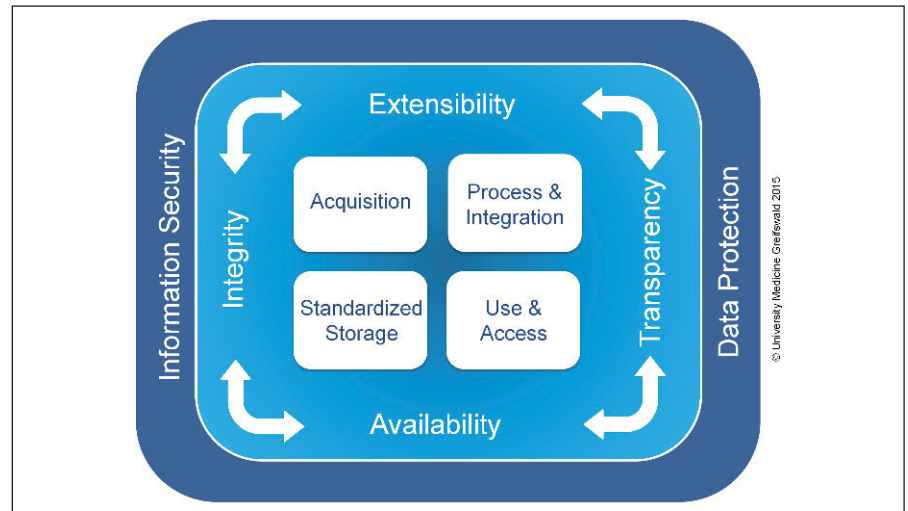 Extensibility
Information Security
Integrity
Acquisition
Process &
Integration
Standardized
Storage
Use &
Access
Transparency
Data Protection
Availability
© University Medicine Greifswald 2015